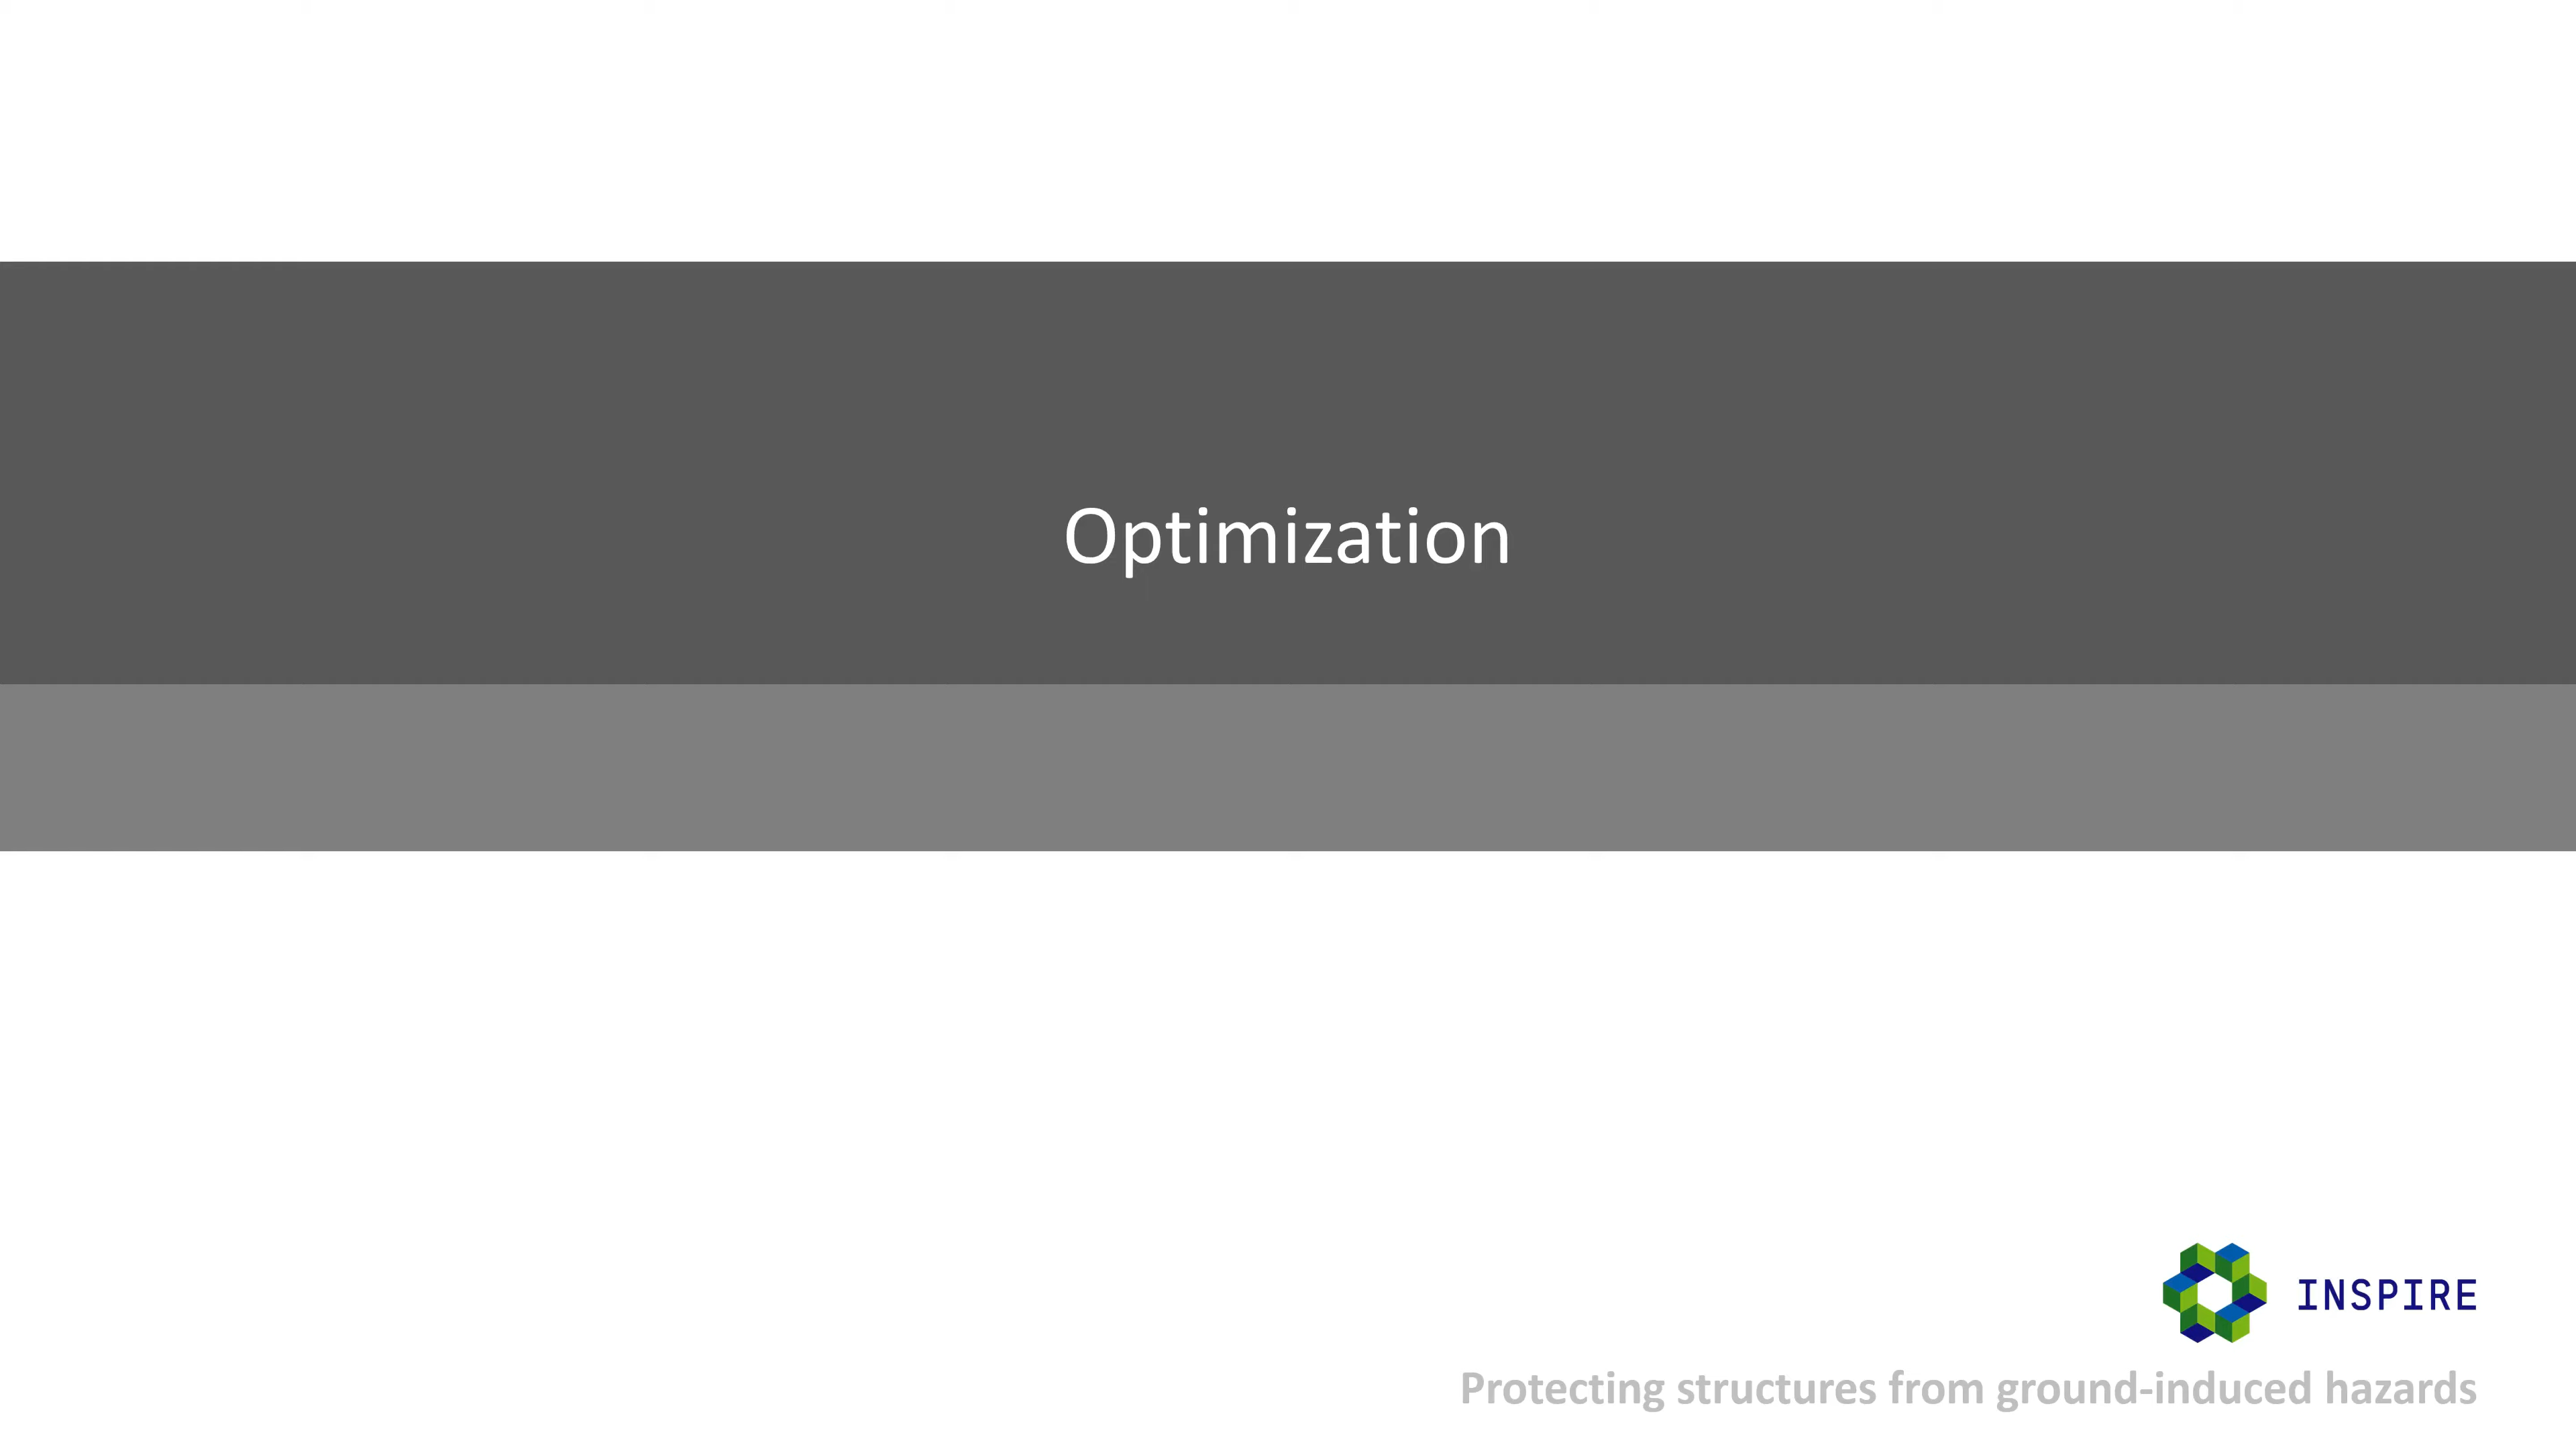 Optimization
INSPIRE
Protecting structures from ground-induced hazards